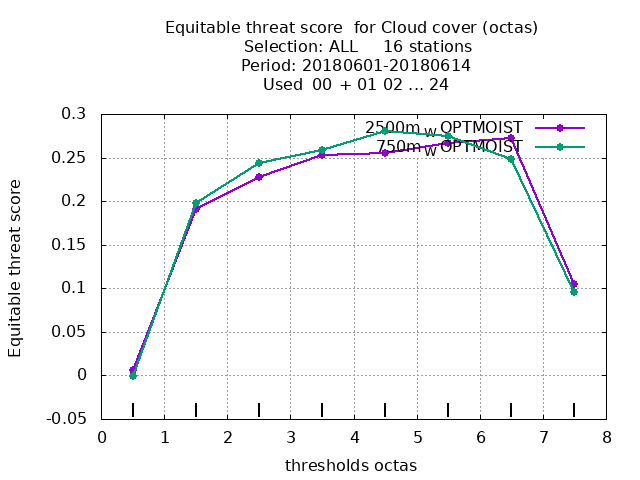 Equitable threat score  for Cloud cover (octas)
Selection: ALL     16 stations
Period: 20180601-20180614
Used  00 + 01 02 ... 24
2500m_W OPTMOIST
750m_W OPTMOIST
0.3
0.25
0.2
0.15
0.1
0.05
0
-0.05
Equitable threat score
0 1 2 3 4 5 6 7 8
thresholds octas